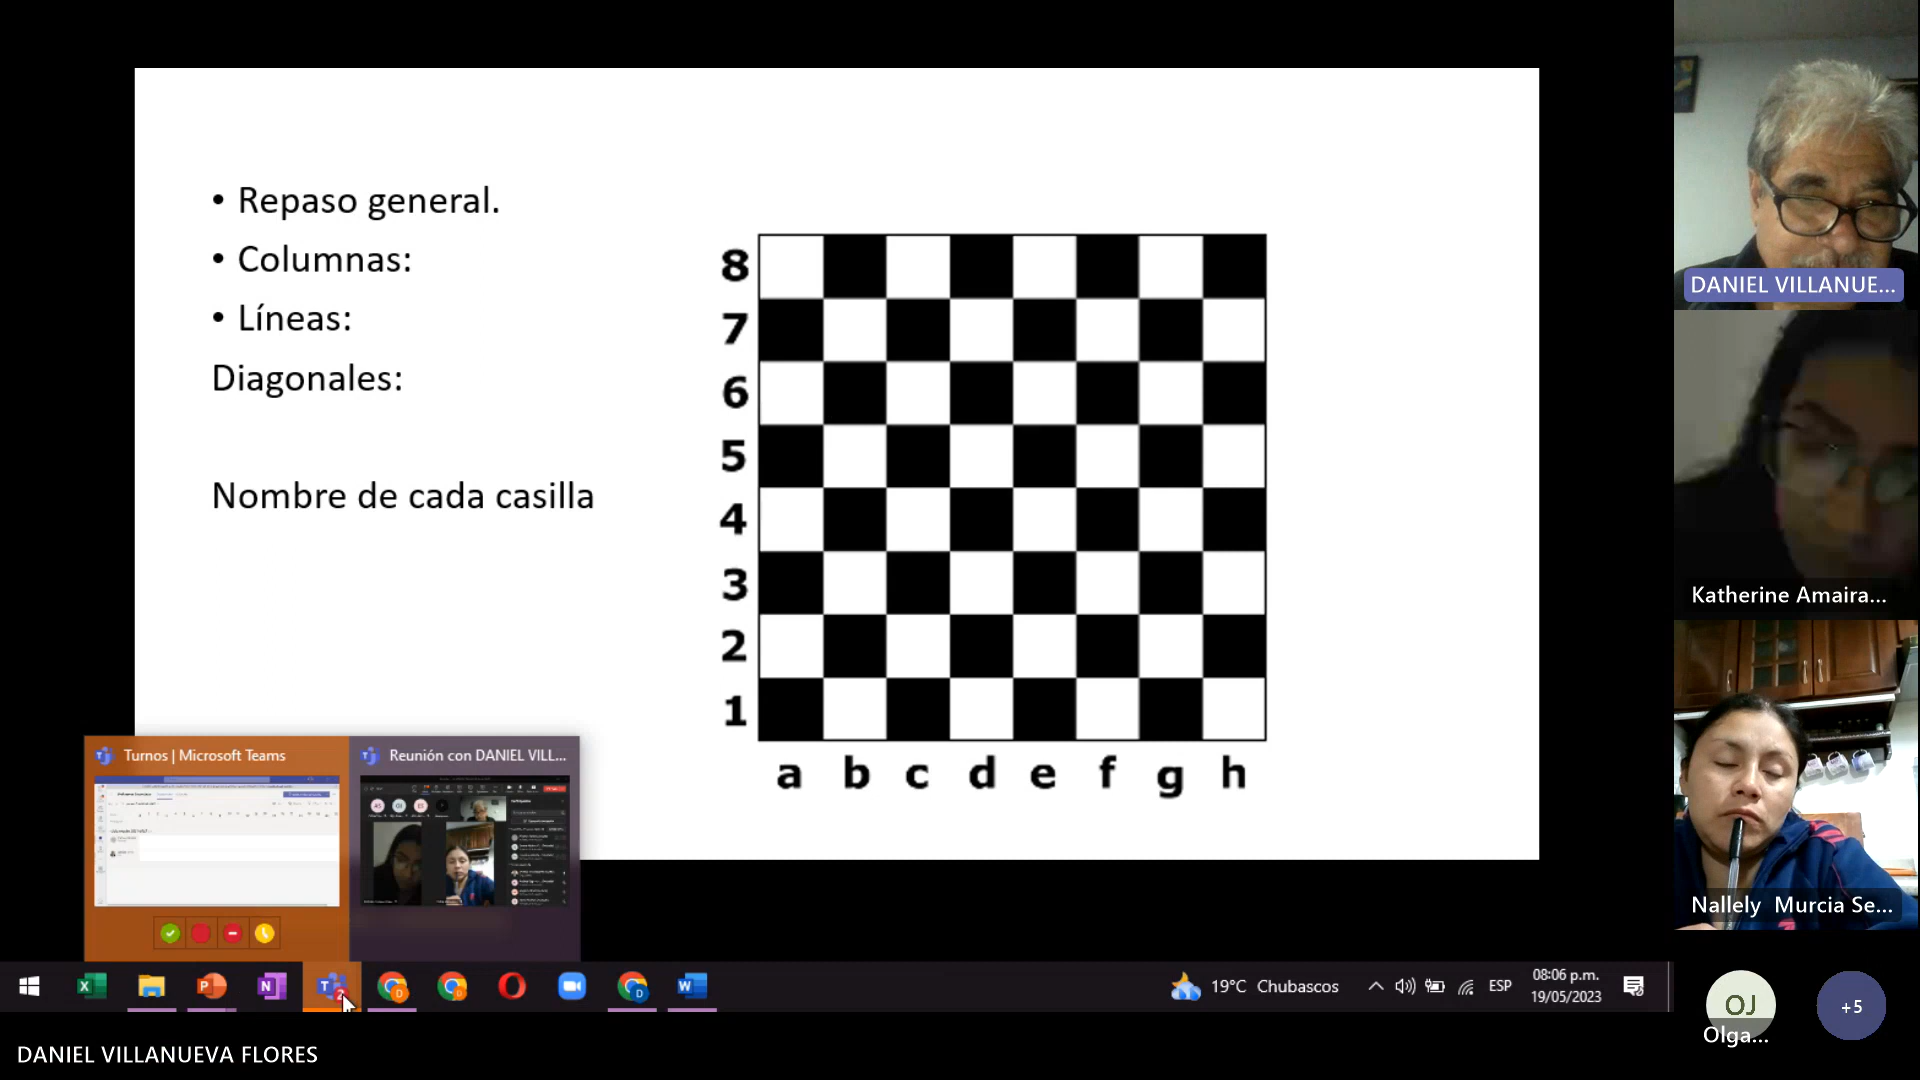 • Repaso general.
• Columnas:
• Líneas:
Diagonales:
Nombre de cada casilla
8
7
6
5
4
3
2
1
a b c d e f g h
Turnos | Microsoft Teams
Reunión con DANIEL VILL...
19°C Chubascos
ESP
08:06 p.m.
19/05/2023
DANIEL VILLANUEVA FLORES
DANIEL VILLANUE...
Katherine Amaira...
Nallely Murcia Se...
OJ
Olga...
+5